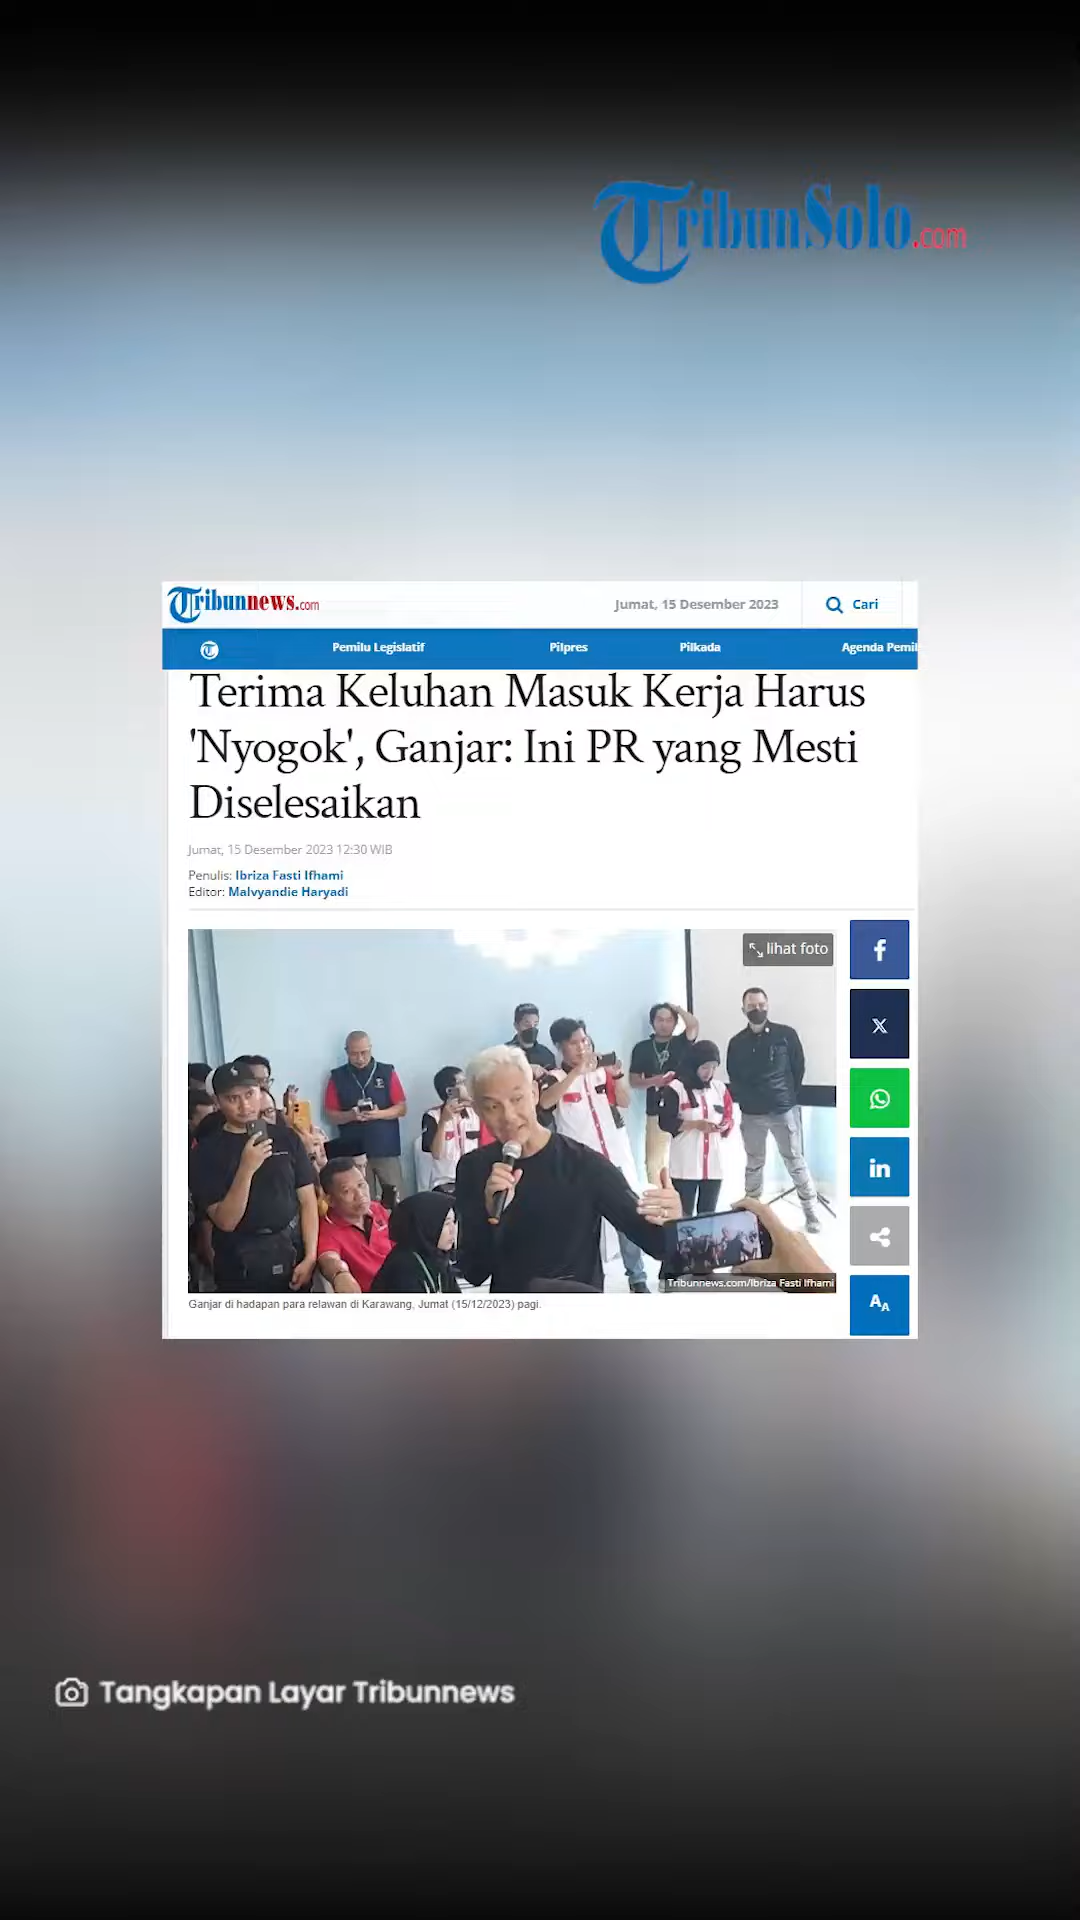 TribunSolo.com
Tribunnews.com
Jumat, 15 Desember 2023
Cari
Pemilu Legislatif
Pilpres
Pilkada
Agenda Pemil
Terima Keluhan Masuk Kerja Harus
'Nyogok', Ganjar: Ini PR yang Mesti
Diselesaikan
Jumat, 15 Desember 2023 12:30 WIB
Penulis: Ibriza Fasti Ifhami
Editor: Malvyandie Haryadi
lihat foto
Tribunnews.com/Ibriza Fasti Ifhami
Ganjar di hadapan para relawan di Karawang, Jumat (15/12/2023) pagi.
AA
Tangkapan Layar Tribunnews